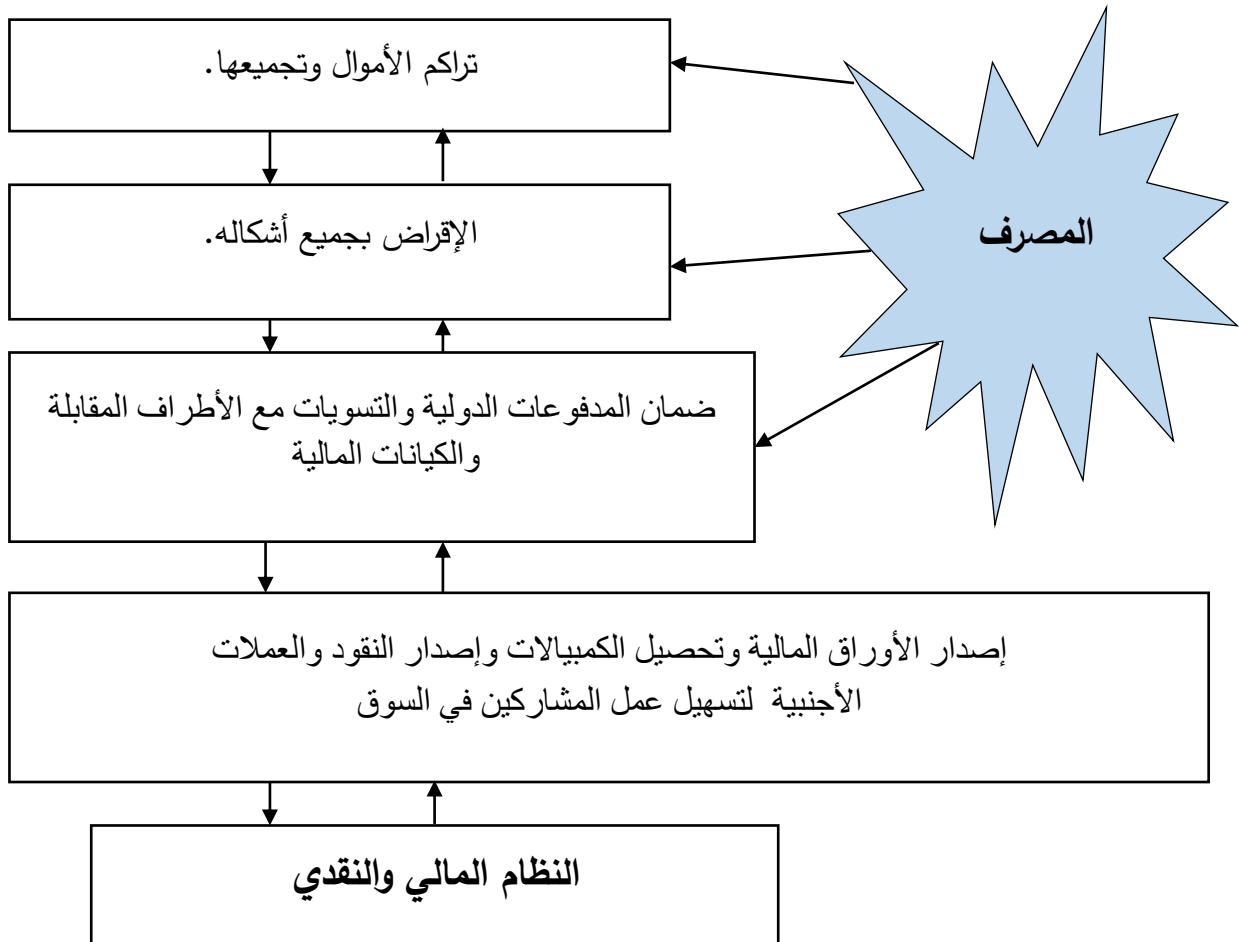 تراكم الأموال وتجميعها.
الإقراض بجميع أشكاله.
المصرف
ضمان المدفوعات الدولية والتسويات مع الأطراف المقابلة
والكيانات المالية
إصدار الأوراق المالية وتحصيل الكمبيالات وإصدار النقود والعملات
الأجنبية لتسهيل عمل المشاركين في السوق
النظام المالي والنقدي